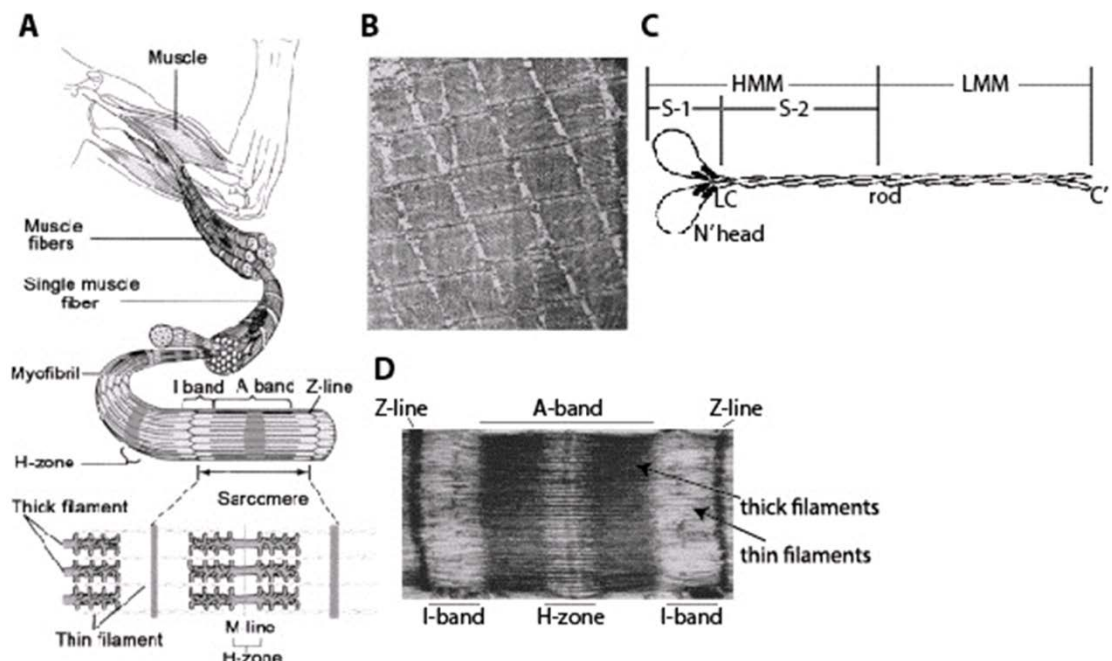 A
Muscle
Muscle
fibers
Single muscle
fiber
Myofibril
I band
A band
Z-line
H-zone
Sarccmere
Thick filament
Thin filament
M line
H-zone
B
C
HMM
LMM
S-1
S-2
LC
rod
C'
N'head
D
Z-line
A-band
Z-line
thick filaments
thin filaments
I-band
H-zone
I-band